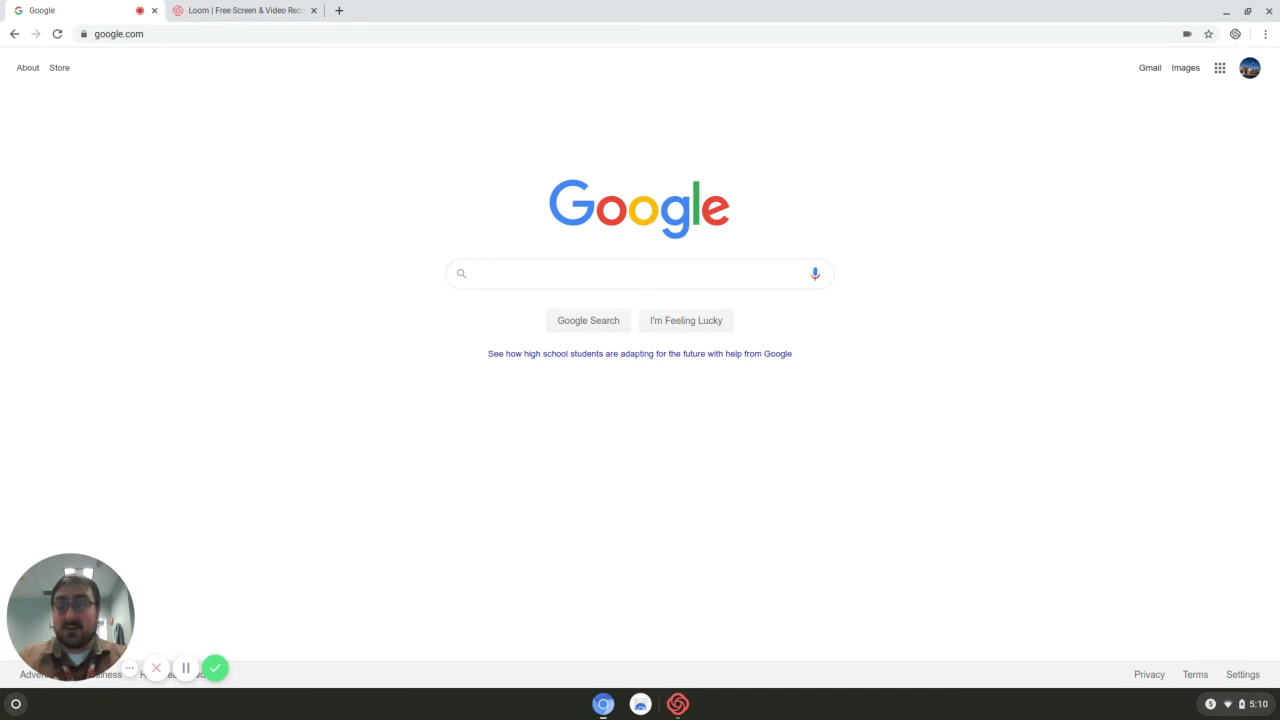 Google
Loom | Free Screen & Video Rec
google.com
About Store
Gmail Images
Google
Google Search I'm Feeling Lucky
See how high school students are adapting for the future with help from Google
Privacy Terms Settings
5 5:10